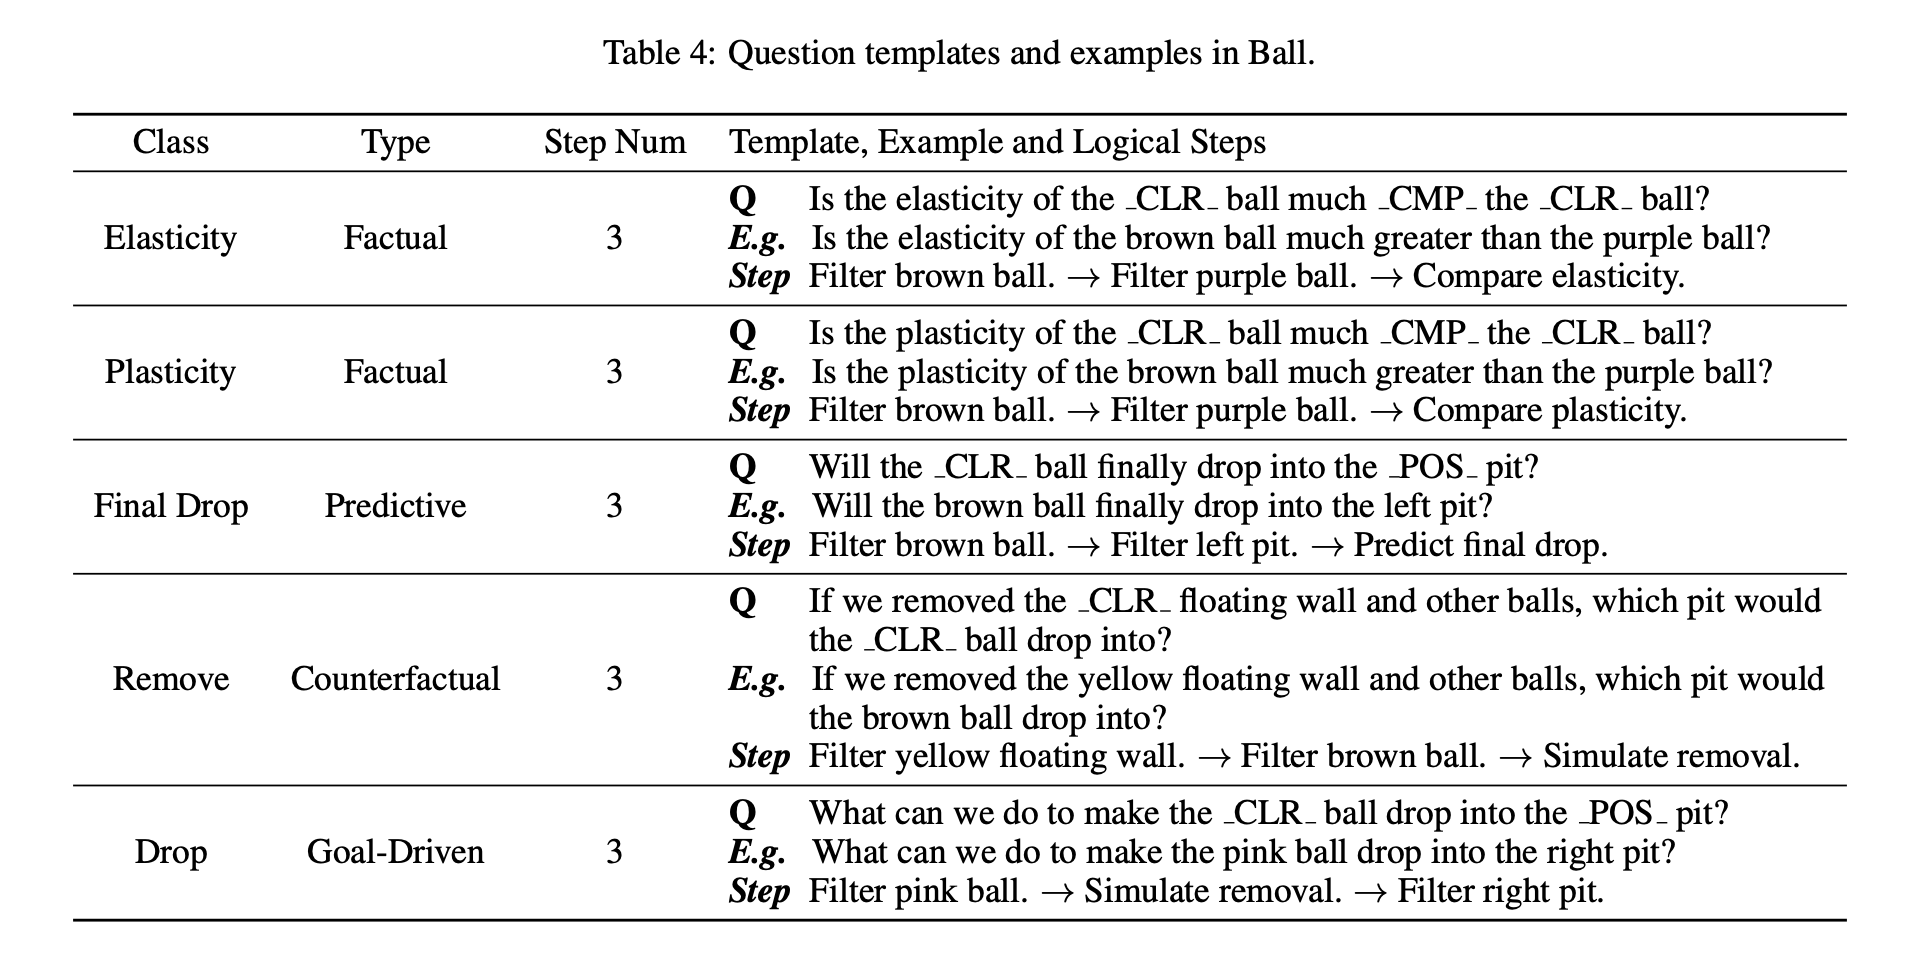 Table 4: Question templates and examples in Ball.
Class Type Step Num Template, Example and Logical Steps
Elasticity Factual 3
Q Is the elasticity of the _CLR_ ball much _CMP_ the _CLR_ ball?
E.g. Is the elasticity of the brown ball much greater than the purple ball?
Step Filter brown ball. → Filter purple ball. → Compare elasticity.
Plasticity Factual 3
Q Is the plasticity of the _CLR_ ball much _CMP_ the _CLR_ ball?
E.g. Is the plasticity of the brown ball much greater than the purple ball?
Step Filter brown ball. → Filter purple ball. → Compare plasticity.
Final Drop Predictive 3
Q Will the _CLR_ ball finally drop into the _POS_ pit?
E.g. Will the brown ball finally drop into the left pit?
Step Filter brown ball. → Filter left pit. → Predict final drop.
Remove Counterfactual 3
Q If we removed the _CLR_ floating wall and other balls, which pit would
the _CLR_ ball drop into?
E.g. If we removed the yellow floating wall and other balls, which pit would
the brown ball drop into?
Step Filter yellow floating wall. → Filter brown ball. → Simulate removal.
Drop Goal-Driven 3
Q What can we do to make the _CLR_ ball drop into the _POS_ pit?
E.g. What can we do to make the pink ball drop into the right pit?
Step Filter pink ball. → Simulate removal. → Filter right pit.